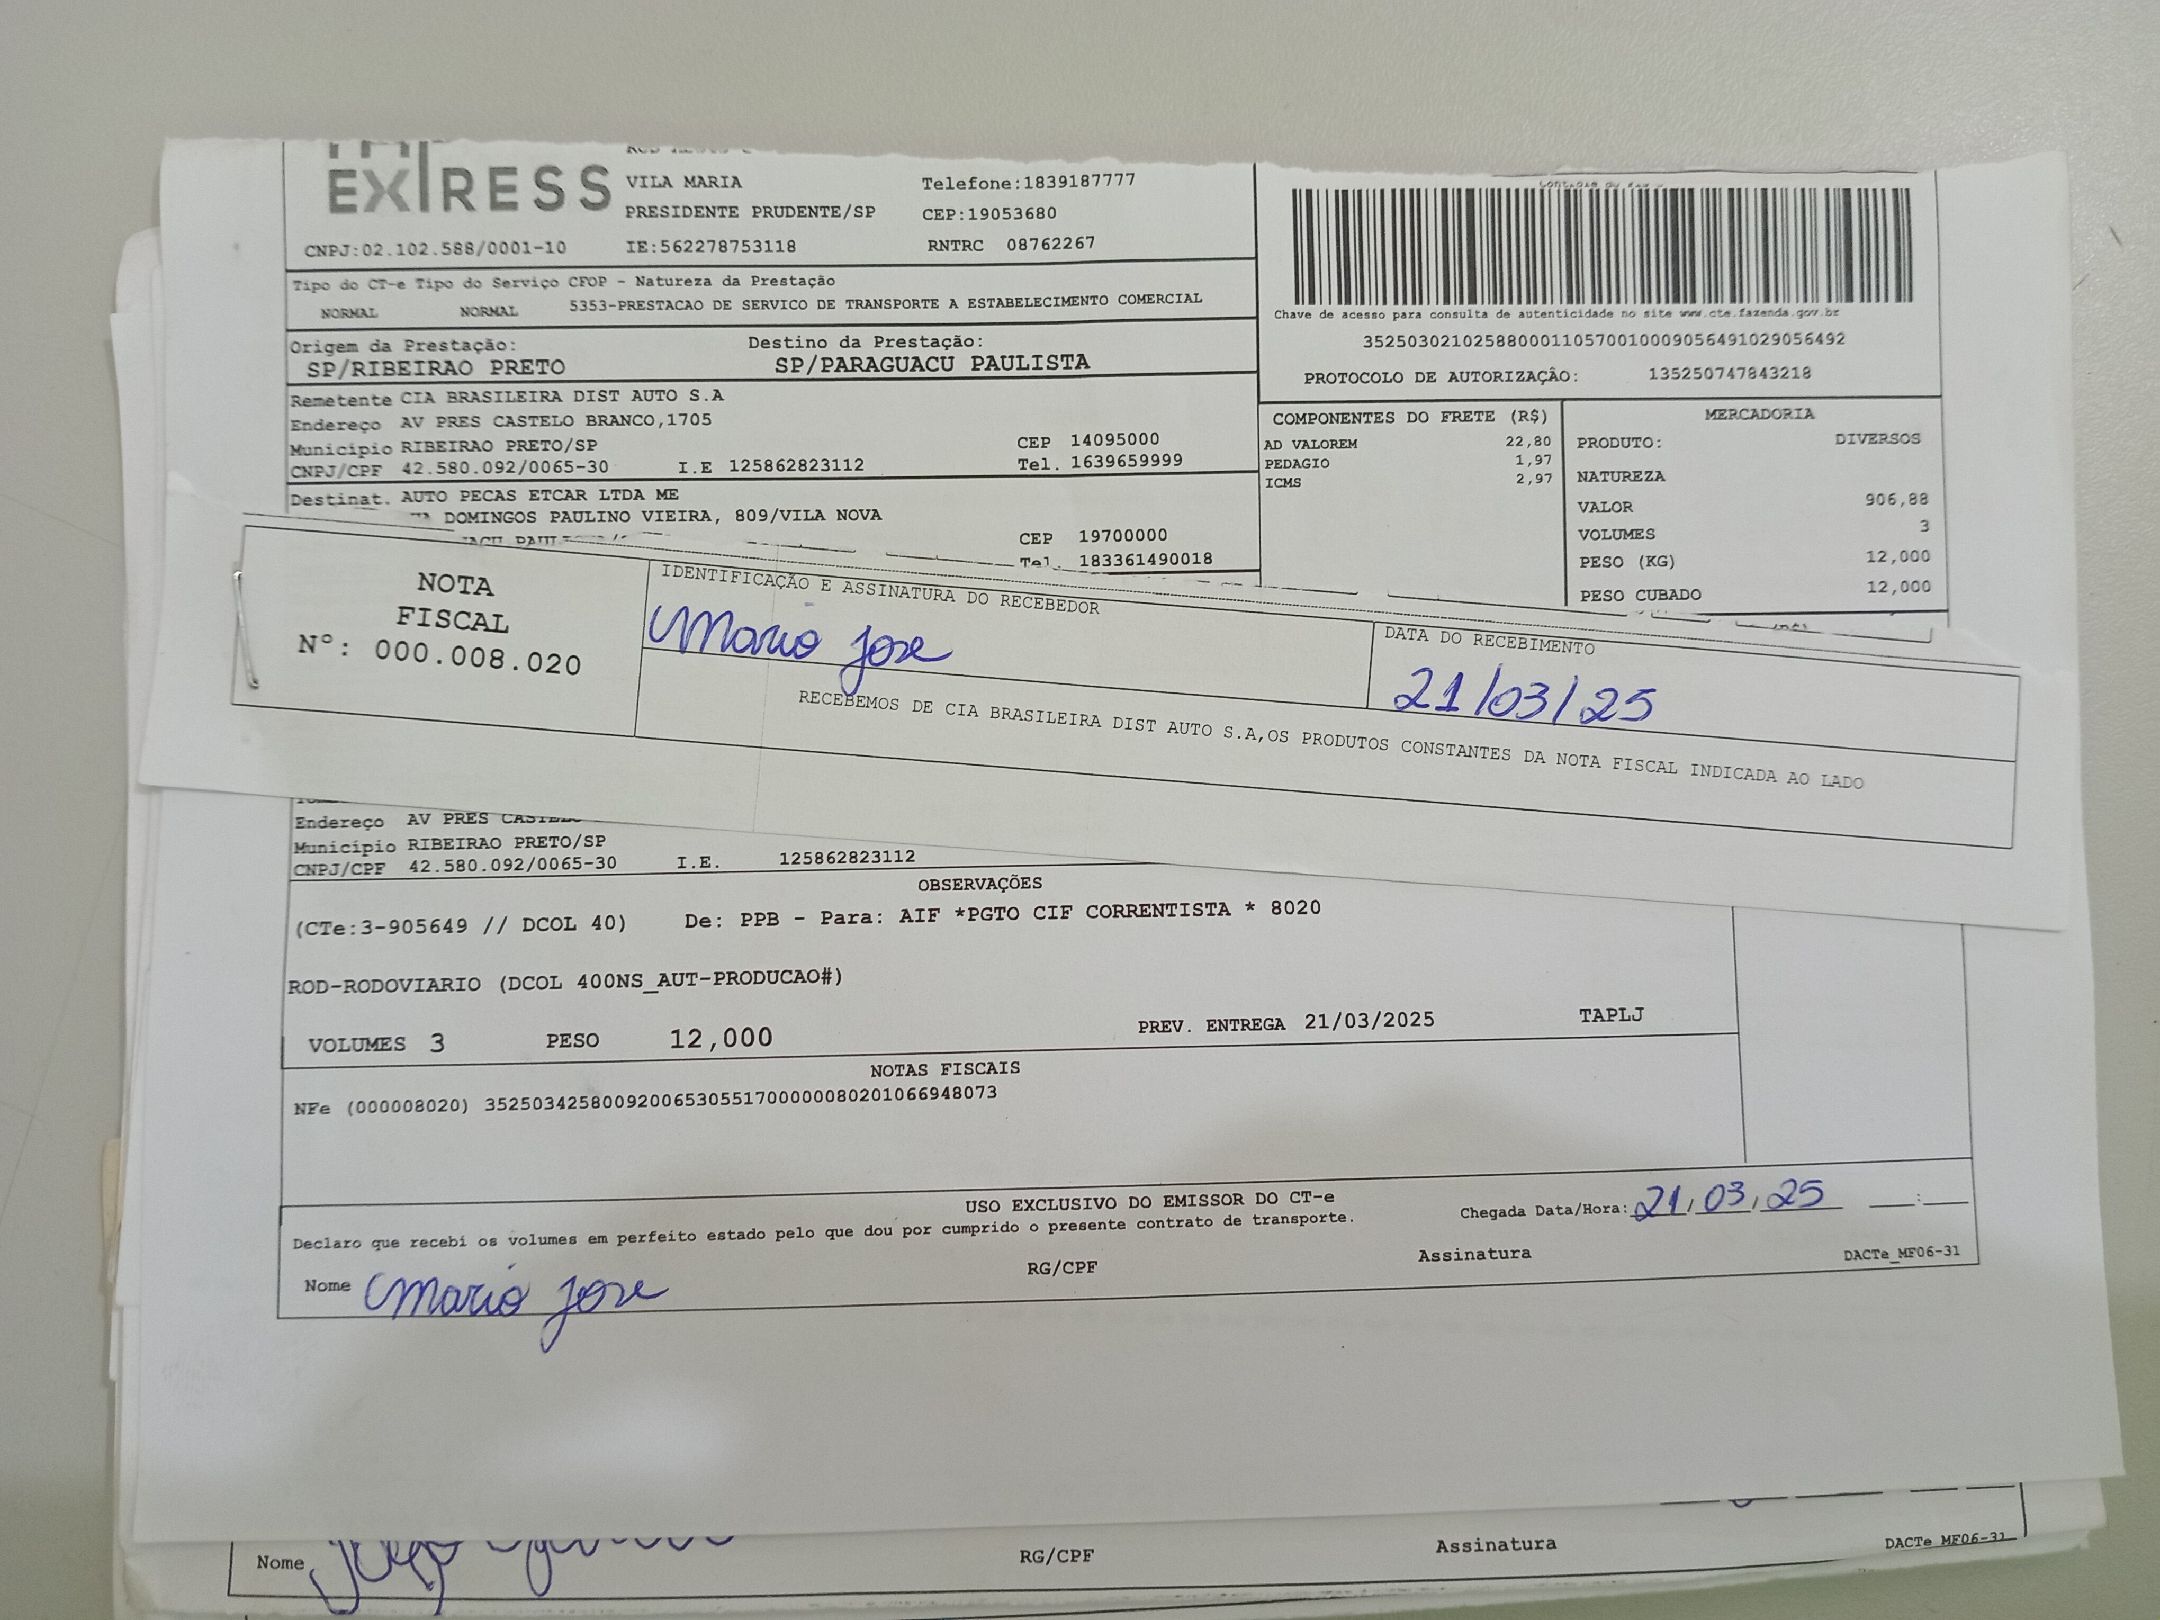 EXPRESS
VILA MARIA
Telefone:1839187777
PRESIDENTE PRUDENTE/SP
CEP:19053680
CNPJ:02.102.588/0001-10
IE:562278753118
RNTRC 08762267
Tipo do CT-e Tipo do Serviço CFOP - Natureza da Prestação
NORMAL NORMAL 5353-PRESTACAO DE SERVICO DE TRANSPORTE A ESTABELECIMENTO COMERCIAL
Origem da Prestação: Destino da Prestação:
SP/RIBEIRAO PRETO SP/PARAGUACU PAULISTA
Chave de acesso para consulta de autenticidade no site www.cte.fazenda.gov.br
35250302102588000110570010009056491029056492
PROTOCOLO DE AUTORIZAÇÂO: 135250747843218
Remetente CIA BRASILEIRA DIST AUTO S.A
Endereço AV PRES CASTELO BRANCO,1705
Município RIBEIRAO PRETO/SP CEP 14095000
CNPJ/CPF 42.580.092/0065-30 I.E 125862823112 Tel. 1639659999
Destinat. AUTO PECAS ETCAR LTDA ME
DOMINGOS PAULINO VIEIRA, 809/VILA NOVA
CEP 19700000
Tel. 183361490018
COMPONENTES DO FRETE (R$)
AD VALOREM 22,80
PEDAGIO 1,97
ICMS 2,97
MERCADORIA
PRODUTO: DIVERSOS
NATUREZA
VALOR 906,88
VOLUMES 3
PESO (KG) 12,000
PESO CUBADO 12,000
NOTA
FISCAL
Nº: 000.008.020
IDENTIFICAÇÃO E ASSINATURA DO RECEBEDOR
Mario Jose
DATA DO RECEBIMENTO
21/03/25
RECEBEMOS DE CIA BRASILEIRA DIST AUTO S.A,OS PRODUTOS CONSTANTES DA NOTA FISCAL INDICADA AO LADO
Endereço AV PRES
Município RIBEIRAO PRETO/SP
CNPJ/CPF 42.580.092/0065-30 I.E. 125862823112
OBSERVAÇÕES
(CTe:3-905649 // DCOL 40) De: PPB - Para: AIF *PGTO CIF CORRENTISTA * 8020
ROD-RODOVIARIO (DCOL 400NS_AUT-PRODUCAO#)
VOLUMES 3 PESO 12,000 PREV. ENTREGA 21/03/2025 TAPLJ
NOTAS FISCAIS
NFe (000008020) 35250342580092006530551700000080201066948073
USO EXCLUSIVO DO EMISSOR DO CT-e
Declaro que recebi os volumes em perfeito estado pelo que dou por cumprido o presente contrato de transporte.
Chegada Data/Hora: 21/03/25 __:__
Nome Mario Jose RG/CPF Assinatura DACTe_MF06-31
Nome RG/CPF Assinatura DACTe_MF06-31